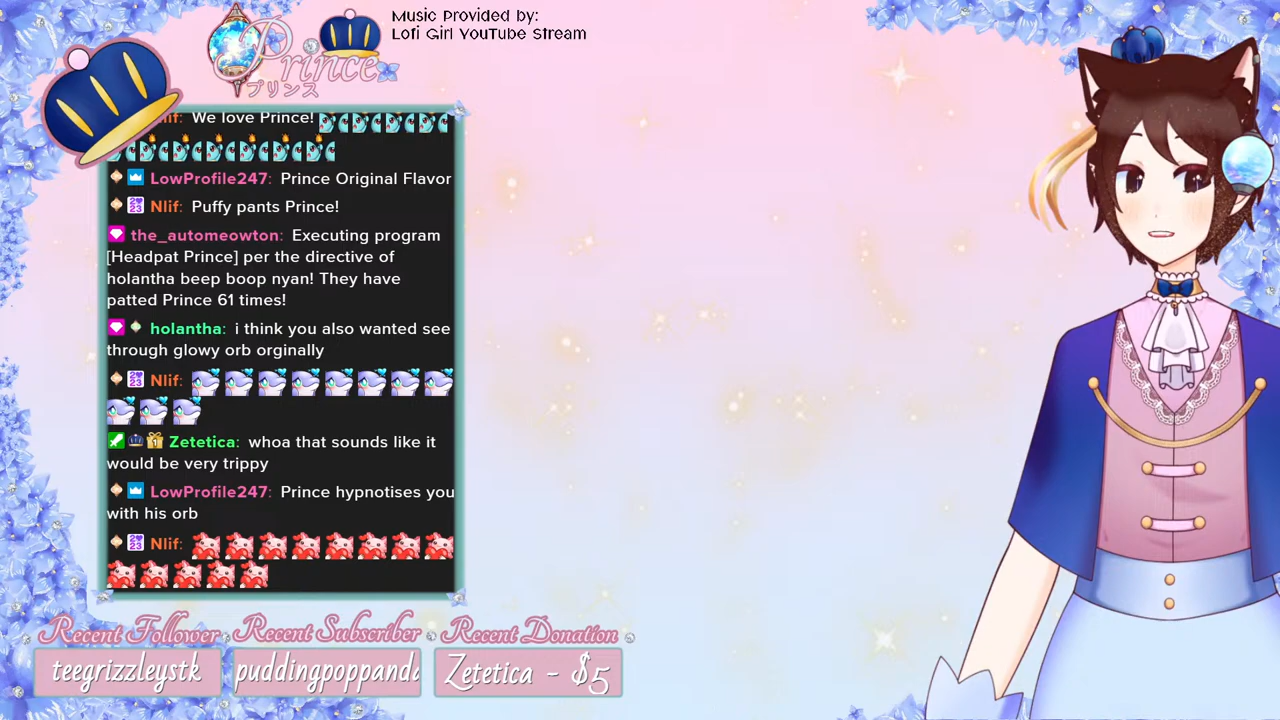 Music Provided by:
Lofi Girl YouTube Stream
Prince
プリンス
We love Prince!
LowProfile247: Prince Original Flavor
Nlif: Puffy pants Prince!
the_automeowton: Executing program
[Headpat Prince] per the directive of
holantha beep boop nyan! They have
patted Prince 61 times!
holantha: i think you also wanted see
through glowy orb orginally
Nlif:
Zetetica: whoa that sounds like it
would be very trippy
LowProfile247: Prince hypnotises you
with his orb
Nlif:
Recent Follower
Recent Subscriber
Recent Donation
teegrizzleystk
puddingpoppand
Zetetica - $5